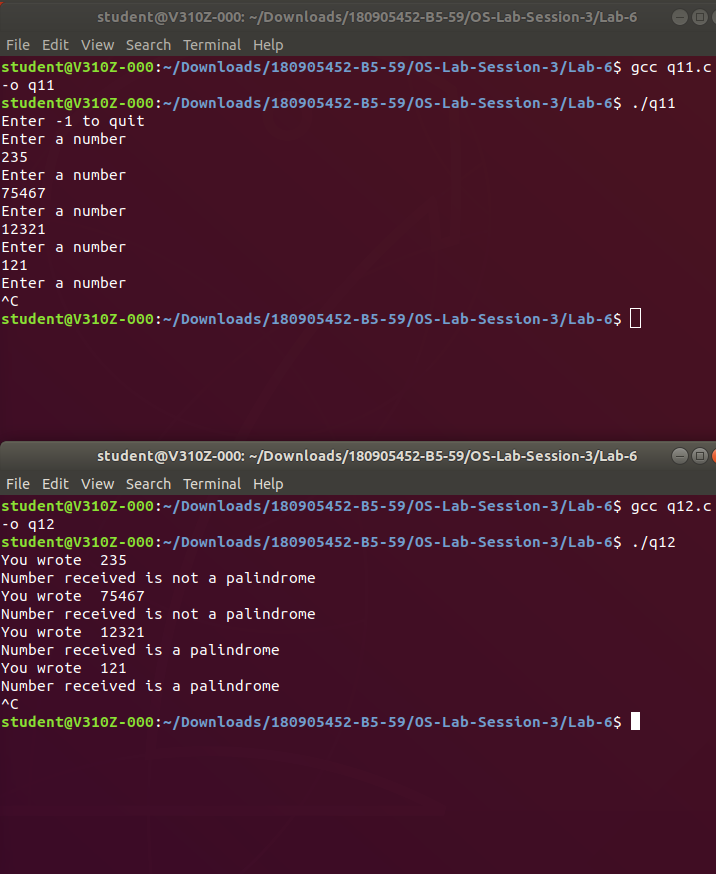 student@V310Z-000: ~/Downloads/180905452-B5-59/OS-Lab-Session-3/Lab-6
File Edit View Search Terminal Help
student@V310Z-000:~/Downloads/180905452-B5-59/OS-Lab-Session-3/Lab-6$ gcc q11.c
-o q11
student@V310Z-000:~/Downloads/180905452-B5-59/OS-Lab-Session-3/Lab-6$ ./q11
Enter -1 to quit
Enter a number
235
Enter a number
75467
Enter a number
12321
Enter a number
121
Enter a number
^C
student@V310Z-000:~/Downloads/180905452-B5-59/OS-Lab-Session-3/Lab-6$
student@V310Z-000: ~/Downloads/180905452-B5-59/OS-Lab-Session-3/Lab-6
File Edit View Search Terminal Help
student@V310Z-000:~/Downloads/180905452-B5-59/OS-Lab-Session-3/Lab-6$ gcc q12.c
-o q12
student@V310Z-000:~/Downloads/180905452-B5-59/OS-Lab-Session-3/Lab-6$ ./q12
You wrote  235
Number received is not a palindrome
You wrote  75467
Number received is not a palindrome
You wrote  12321
Number received is a palindrome
You wrote  121
Number received is a palindrome
^C
student@V310Z-000:~/Downloads/180905452-B5-59/OS-Lab-Session-3/Lab-6$